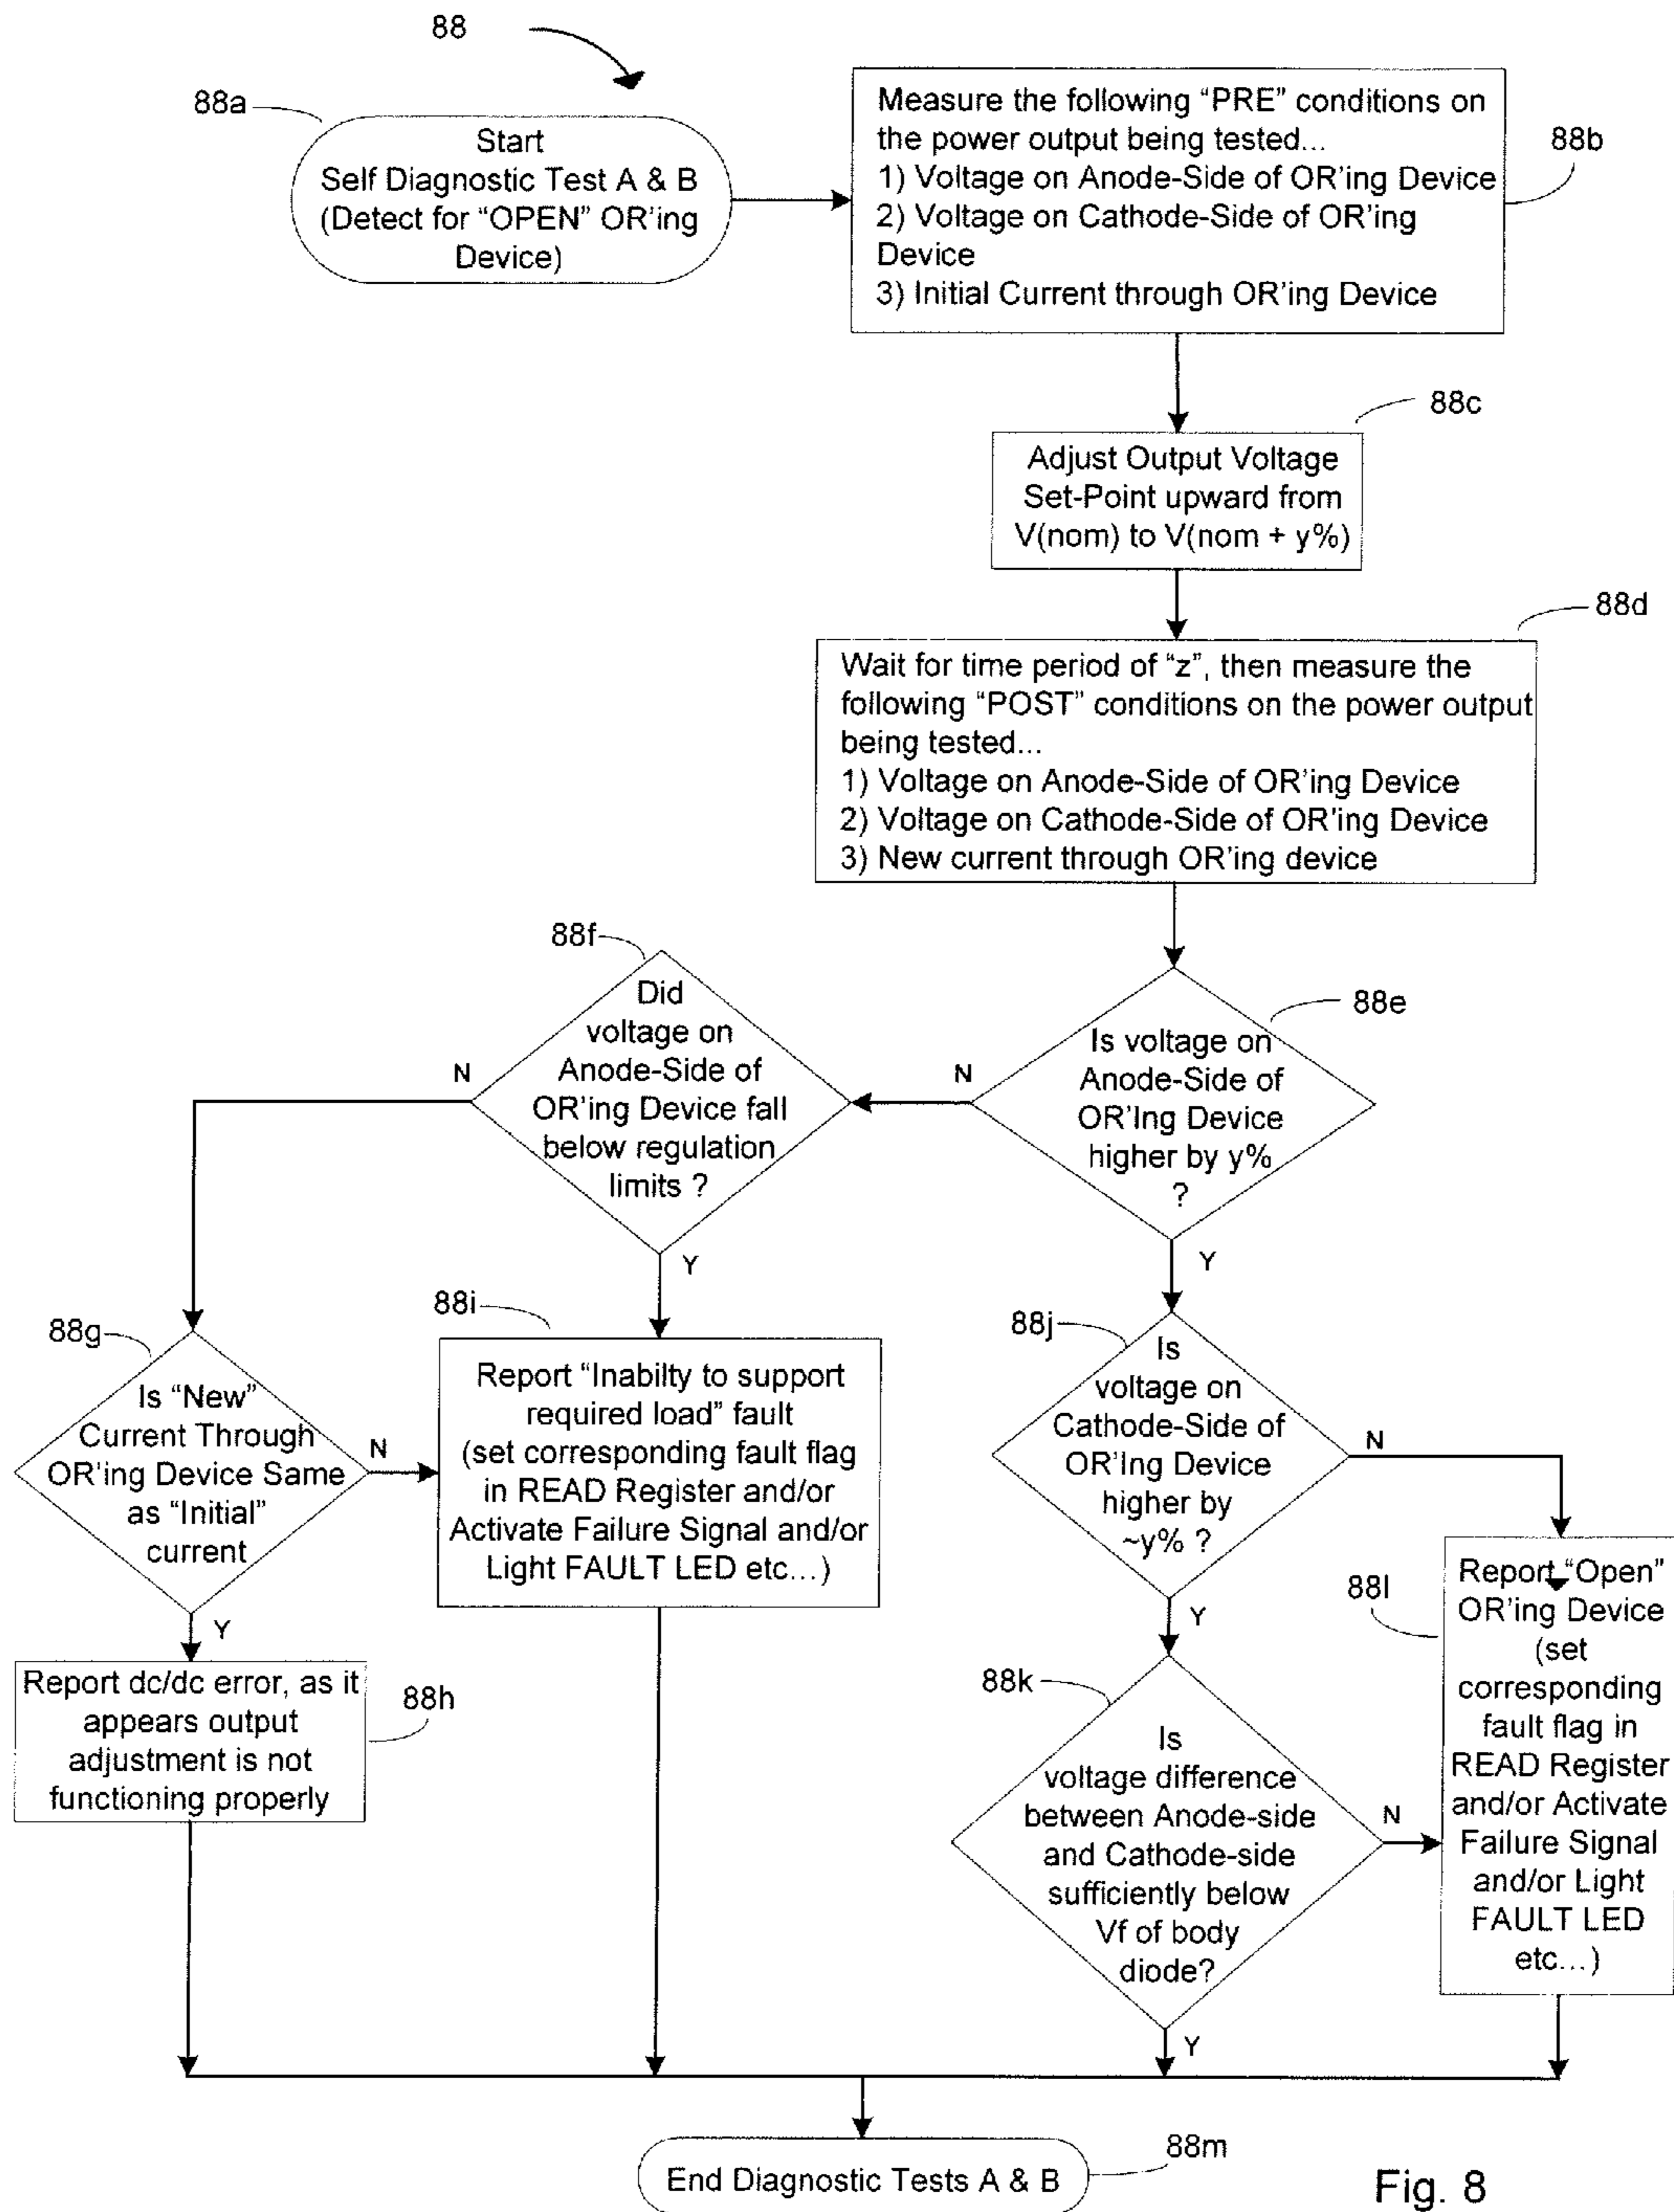 88
88a
Start
Self Diagnostic Test A & B
(Detect for “OPEN” OR'ing
Device)
Measure the following “PRE” conditions on
the power output being tested...
1) Voltage on Anode-Side of OR'ing Device
2) Voltage on Cathode-Side of OR'ing
Device
3) Initial Current through OR'ing Device
88b
88c
Adjust Output Voltage
Set-Point upward from
V(nom) to V(nom + y%)
88d
Wait for time period of “z”, then measure the
following “POST” conditions on the power output
being tested...
1) Voltage on Anode-Side of OR'ing Device
2) Voltage on Cathode-Side of OR'ing Device
3) New current through OR'ing device
88e
Is voltage on
Anode-Side of
OR'Ing Device
higher by y%
?
N
Y
88f
Did
voltage on
Anode-Side of
OR'ing Device fall
below regulation
limits ?
N
Y
88g
Is “New”
Current Through
OR'ing Device Same
as “Initial”
current
N
Y
88i
Report “Inabilty to support
required load” fault
(set corresponding fault flag
in READ Register and/or
Activate Failure Signal and/or
Light FAULT LED etc...)
88j
Is
voltage on
Cathode-Side of
OR'Ing Device
higher by
~y% ?
N
Y
Report dc/dc error, as it
appears output
adjustment is not
functioning properly
88h
88k
Is
voltage difference
between Anode-side
and Cathode-side
sufficiently below
Vf of body
diode?
N
Y
88l
Report “Open”
OR'ing Device
(set
corresponding
fault flag in
READ Register
and/or Activate
Failure Signal
and/or Light
FAULT LED
etc...)
End Diagnostic Tests A & B
88m
Fig. 8